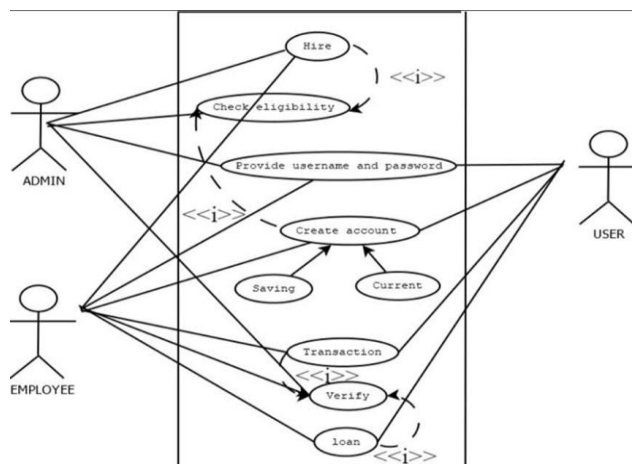 Hire
<<i>>
Check eligibility
ADMIN
Provide username and password
<<i>>
Create account
USER
Saving
Current
Transaction
<<i>>
EMPLOYEE
Verify
loan
<<i>>